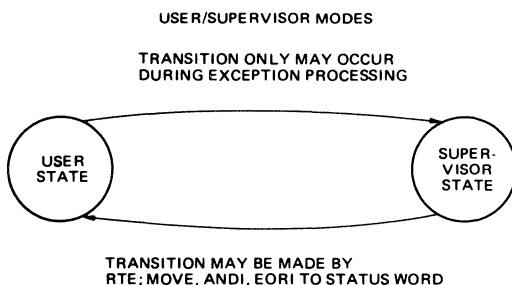 USER/SUPERVISOR MODES
TRANSITION ONLY MAY OCCUR
DURING EXCEPTION PROCESSING
USER
STATE
SUPER-
VISOR
STATE
TRANSITION MAY BE MADE BY
RTE; MOVE, ANDI, EORI TO STATUS WORD